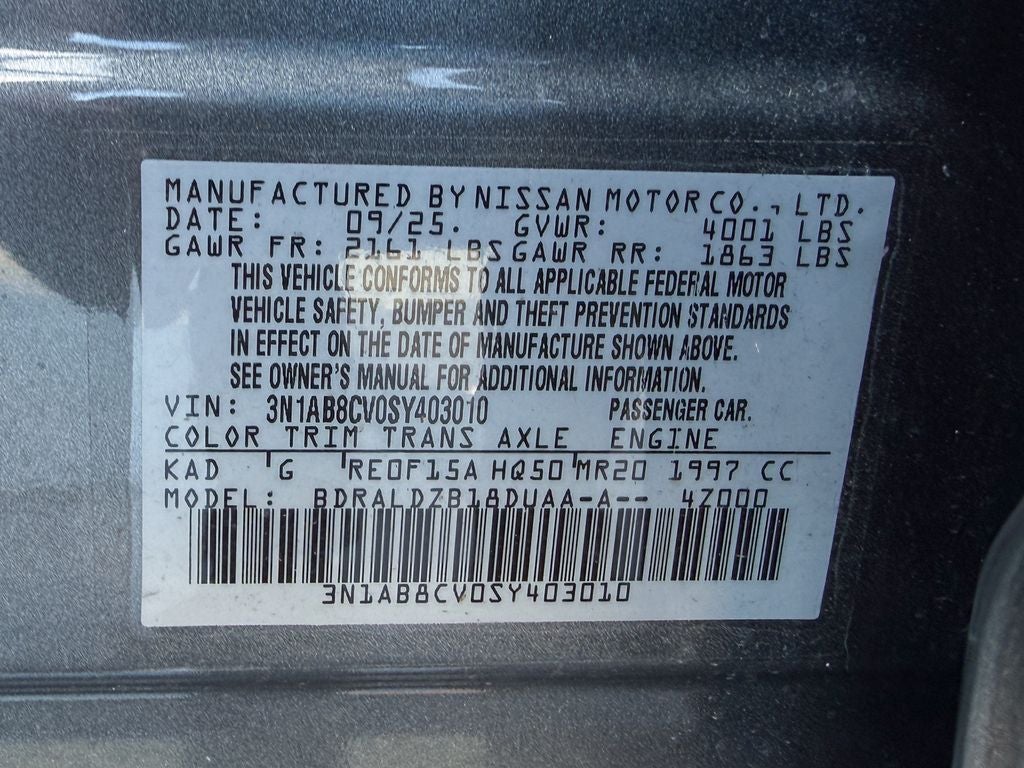 MANUFACTURED BY NISSAN MOTOR CO., LTD.
DATE: 09/25. GVWR: 4001 LBS
GAWR FR: 2161 LBS GAWR RR: 1863 LBS
THIS VEHICLE CONFORMS TO ALL APPLICABLE FEDERAL MOTOR
VEHICLE SAFETY, BUMPER AND THEFT PREVENTION STANDARDS
IN EFFECT ON THE DATE OF MANUFACTURE SHOWN ABOVE.
SEE OWNER'S MANUAL FOR ADDITIONAL INFORMATION.
VIN: 3N1AB8CV0SY403010 PASSENGER CAR.
COLOR TRIM TRANS AXLE ENGINE
KAD G RE0F15A HQ50 MR20 1997 CC
MODEL: BDRALDZB18DUAA-A-- 4Z000
3N1AB8CV0SY403010